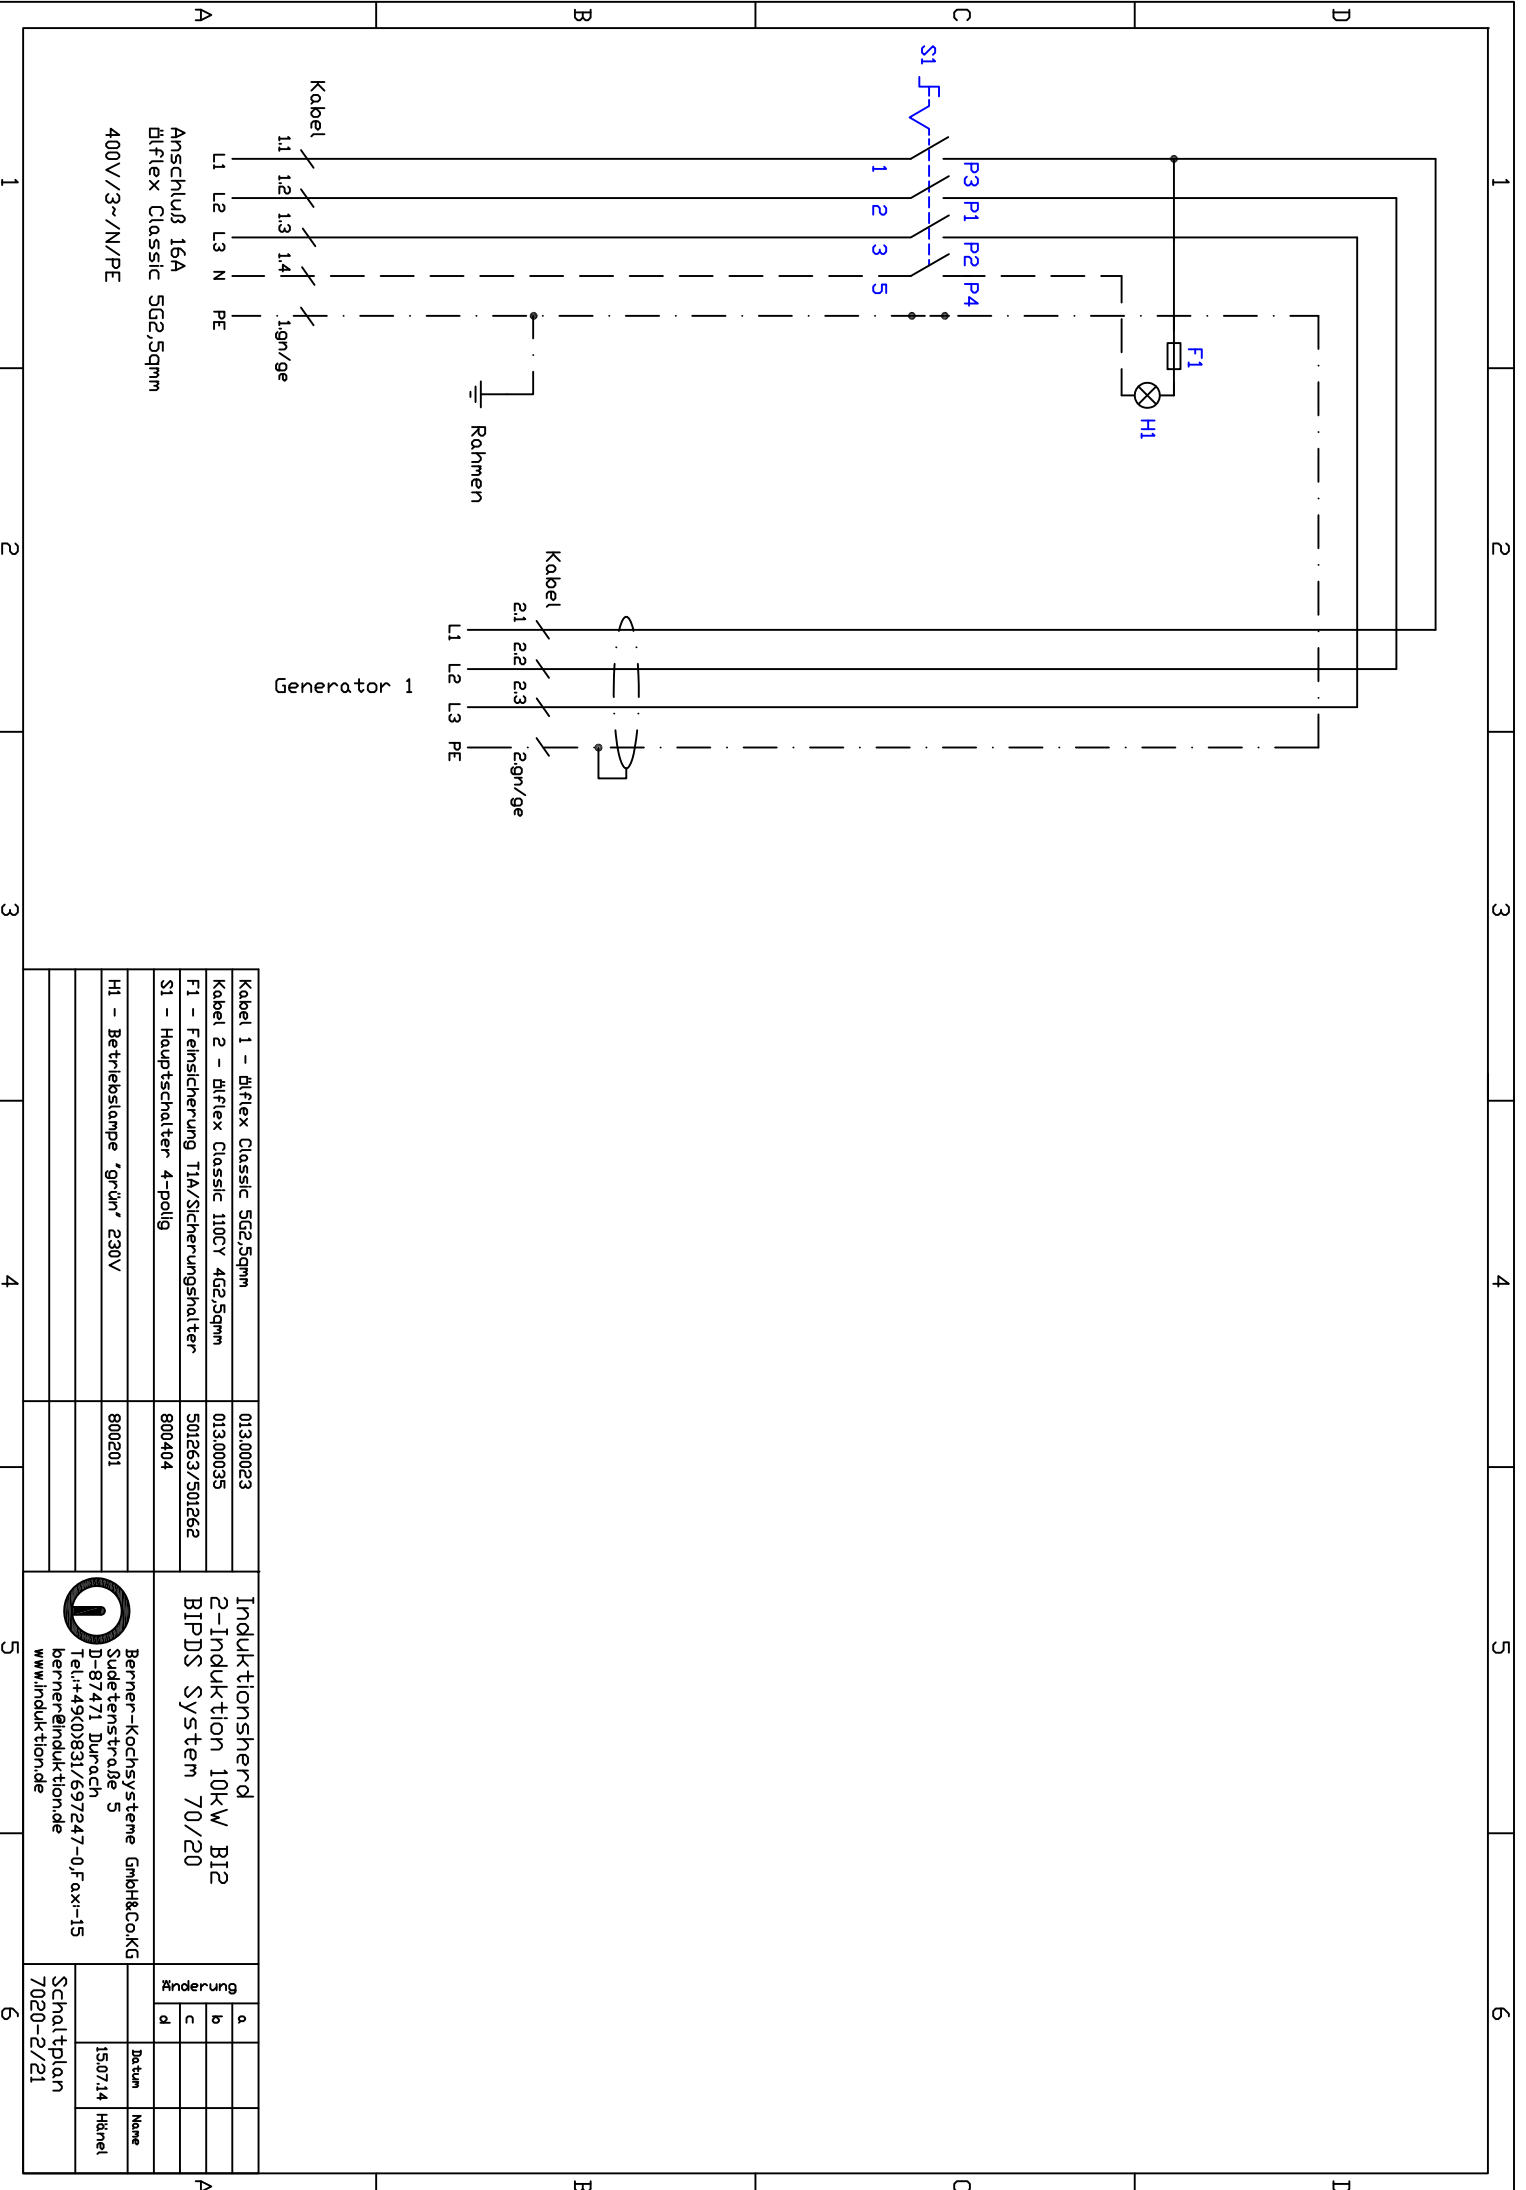 A
B
C
D
1
2
3
4
5
6
1
2
3
4
5
6
A
B
C
D
S1
P3
P1
P2
P4
1
2
3
5
F1
H1
Kabel
1.1
1.2
1.3
1.4
1.gn/ge
L1
L2
L3
N
PE
Anschluß 16A
Ölflex Classic 5G2,5qmm
400V/3~/N/PE
Rahmen
Kabel
2.1
2.2
2.3
2.gn/ge
L1
L2
L3
PE
Generator 1
Kabel 1 - Ölflex Classic 5G2,5qmm 013.00023
Kabel 2 - Ölflex Classic 110CY 4G2,5qmm 013.00035
F1 - Feinsicherung T1A/Sicherungshalter 501263/501262
S1 - Hauptschalter 4-polig 800404
H1 - Betriebslampe "grün" 230V 800201
Induktionsherd
2-Induktion 10kW BI2
BIPDS System 70/20
Berner-Kochsysteme GmbH&Co.KG
Sudetenstraße 5
D-87471 Durach
Tel.:+49(0)831/697247-0,Fax:-15
berner@induktion.de
www.induktion.de
Änderung
a
b
c
d
Datum Name
15.07.14 Hänel
Schaltplan
7020-2/21